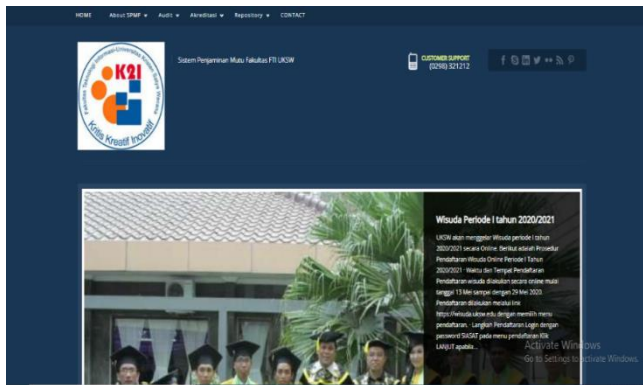 HOME About SPMF Audit Akreditasi Repository CONTACT
K2I
Kritis Kreatif Inovatif
Sistem Penjaminan Mutu Fakultas FTI UKSW
CUSTOMER SUPPORT
(0298) 321212
Wisuda Periode I tahun 2020/2021
UKSW akan menggelar Wisuda periode I tahun
2020/2021 secara Online. Berikut adalah Prosedur
Pendaftaran Wisuda Online Periode I Tahun
2020/2021 - Waktu dan Tempat Pendaftaran
Pendaftaran wisuda dilakukan secara online mulai
tanggal 13 Mei sampai dengan 29 Mei 2020.
Pendaftaran dilakukan melalui link
https://wisuda.uksw.edu dengan memilih menu
pendaftaran. - Langkah Pendaftaran Login dengan
password SIASAT pada menu pendaftaran Klik
LANJUT apabila...
Activate Windows
Go to Settings to activate Windows.